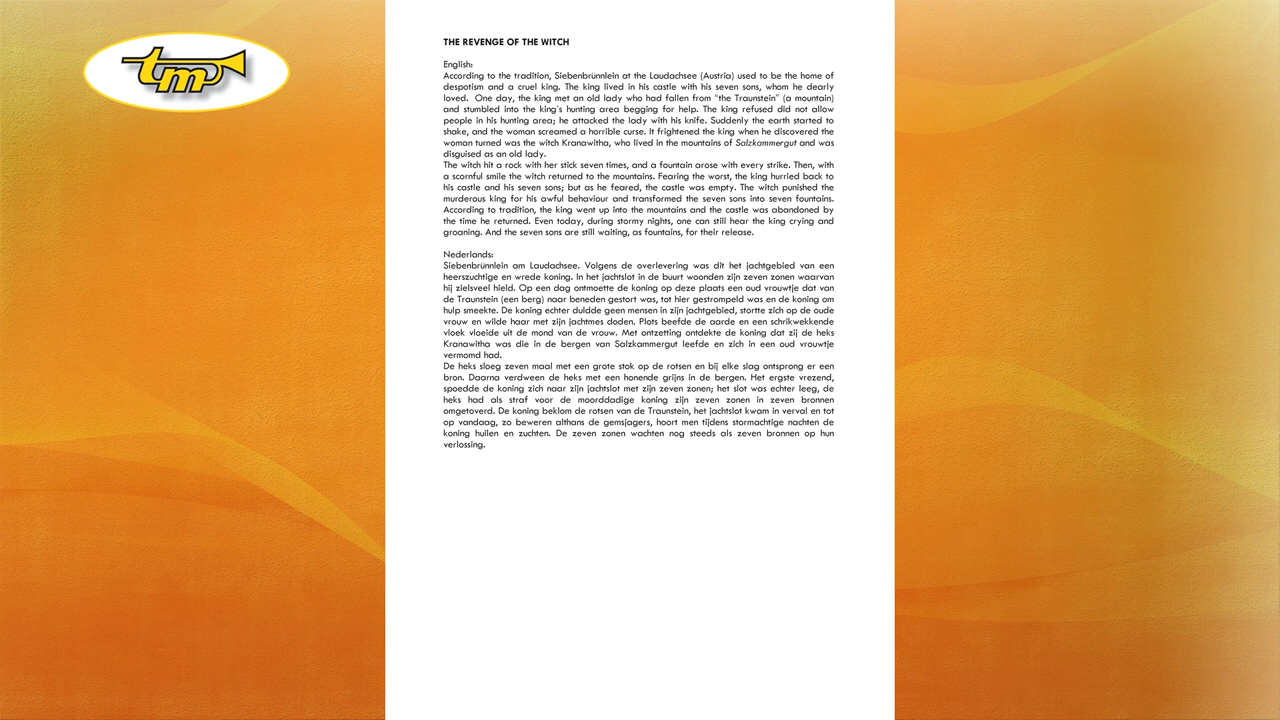 tm
THE REVENGE OF THE WITCH
English:
According to the tradition, Siebenbrünnlein at the Laudachsee (Austria) used to be the home of
despotism and a cruel king. The king lived in his castle with his seven sons, whom he dearly
loved. One day, the king met an old lady who had fallen from "the Traunstein" (a mountain)
and stumbled into the king's hunting area begging for help. The king refused did not allow
people in his hunting area; he attacked the lady with his knife. Suddenly the earth started to
shake, and the woman screamed a horrible curse. It frightened the king when he discovered the
woman turned was the witch Kranawitha, who lived in the mountains of Salzkammergut and was
disguised as an old lady.
The witch hit a rock with her stick seven times, and a fountain arose with every strike. Then, with
a scornful smile the witch returned to the mountains. Fearing the worst, the king hurried back to
his castle and his seven sons; but as he feared, the castle was empty. The witch punished the
murderous king for his awful behaviour and transformed the seven sons into seven fountains.
According to tradition, the king went up into the mountains and the castle was abandoned by
the time he returned. Even today, during stormy nights, one can still hear the king crying and
groaning. And the seven sons are still waiting, as fountains, for their release.
Nederlands:
Siebenbrünnlein am Laudachsee. Volgens de overlevering was dit het jachtgebied van een
heerszuchtige en wrede koning. In het jachtslot in de buurt woonden zijn zeven zonen waarvan
hij zielsveel hield. Op een dag ontmoette de koning op deze plaats een oud vrouwtje dat van
de Traunstein (een berg) naar beneden gestort was, tot hier gestrompeld was en de koning om
hulp smeekte. De koning echter duldde geen mensen in zijn jachtgebied, stortte zich op de oude
vrouw en wilde haar met zijn jachtmes doden. Plots beefde de aarde en een schrikwekkende
vloek vloeide uit de mond van de vrouw. Met ontzetting ontdekte de koning dat zij de heks
Kranawitha was die in de bergen van Salzkammergut leefde en zich in een oud vrouwtje
vermomd had.
De heks sloeg zeven maal met een grote stok op de rotsen en bij elke slag ontsprong er een
bron. Daarna verdween de heks met een honende grijns in de bergen. Het ergste vrezend,
spoedde de koning zich naar zijn jachtslot met zijn zeven zonen; het slot was echter leeg, de
heks had als straf voor de moorddadige koning zijn zeven zonen in zeven bronnen
omgetoverd. De koning beklom de rotsen van de Traunstein, het jachtslot kwam in verval en tot
op vandaag, zo beweren althans de gemsjagers, hoort men tijdens stormachtige nachten de
koning huilen en zuchten. De zeven zonen wachten nog steeds als zeven bronnen op hun
verlossing.